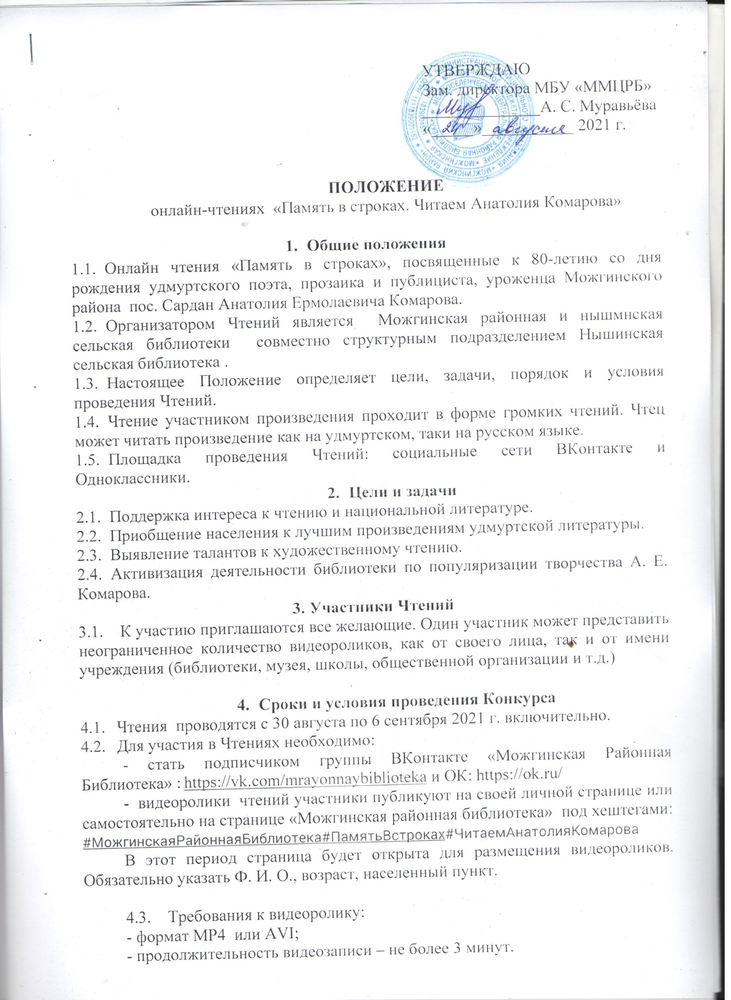 УТВЕРЖДАЮ
Зам. директора МБУ «ММЦРБ»
А. С. Муравьёва
«24» августа 2021 г.
ПОЛОЖЕНИЕ
онлайн-чтениях «Память в строках. Читаем Анатолия Комарова»
1. Общие положения
1.1. Онлайн чтения «Память в строках», посвященные к 80-летию со дня
рождения удмуртского поэта, прозаика и публициста, уроженца Можгинского
района пос. Сардан Анатолия Ермолаевича Комарова.
1.2. Организатором Чтений является Можгинская районная и нышмнская
сельская библиотеки совместно структурным подразделением Нышинская
сельская библиотека .
1.3. Настоящее Положение определяет цели, задачи, порядок и условия
проведения Чтений.
1.4. Чтение участником произведения проходит в форме громких чтений. Чтец
может читать произведение как на удмуртском, таки на русском языке.
1.5. Площадка проведения Чтений: социальные сети ВКонтакте и
Одноклассники.
2. Цели и задачи
2.1. Поддержка интереса к чтению и национальной литературе.
2.2. Приобщение населения к лучшим произведениям удмуртской литературы.
2.3. Выявление талантов к художественному чтению.
2.4. Активизация деятельности библиотеки по популяризации творчества А. Е.
Комарова.
3. Участники Чтений
3.1. К участию приглашаются все желающие. Один участник может представить
неограниченное количество видеороликов, как от своего лица, так и от имени
учреждения (библиотеки, музея, школы, общественной организации и т.д.)
4. Сроки и условия проведения Конкурса
4.1. Чтения проводятся с 30 августа по 6 сентября 2021 г. включительно.
4.2. Для участия в Чтениях необходимо:
- стать подписчиком группы ВКонтакте «Можгинская Районная
Библиотека» : https://vk.com/mrayonnaybiblioteka и ОК: https://ok.ru/
- видеоролики чтений участники публикуют на своей личной странице или
самостоятельно на странице «Можгинская районная библиотека» под хештегами:
#МожгинскаяРайоннаяБиблиотека#ПамятьВстроках#ЧитаемАнатолияКомарова
В этот период страница будет открыта для размещения видеороликов.
Обязательно указать Ф. И. О., возраст, населенный пункт.
4.3. Требования к видеоролику:
- формат MP4 или AVI;
- продолжительность видеозаписи – не более 3 минут.